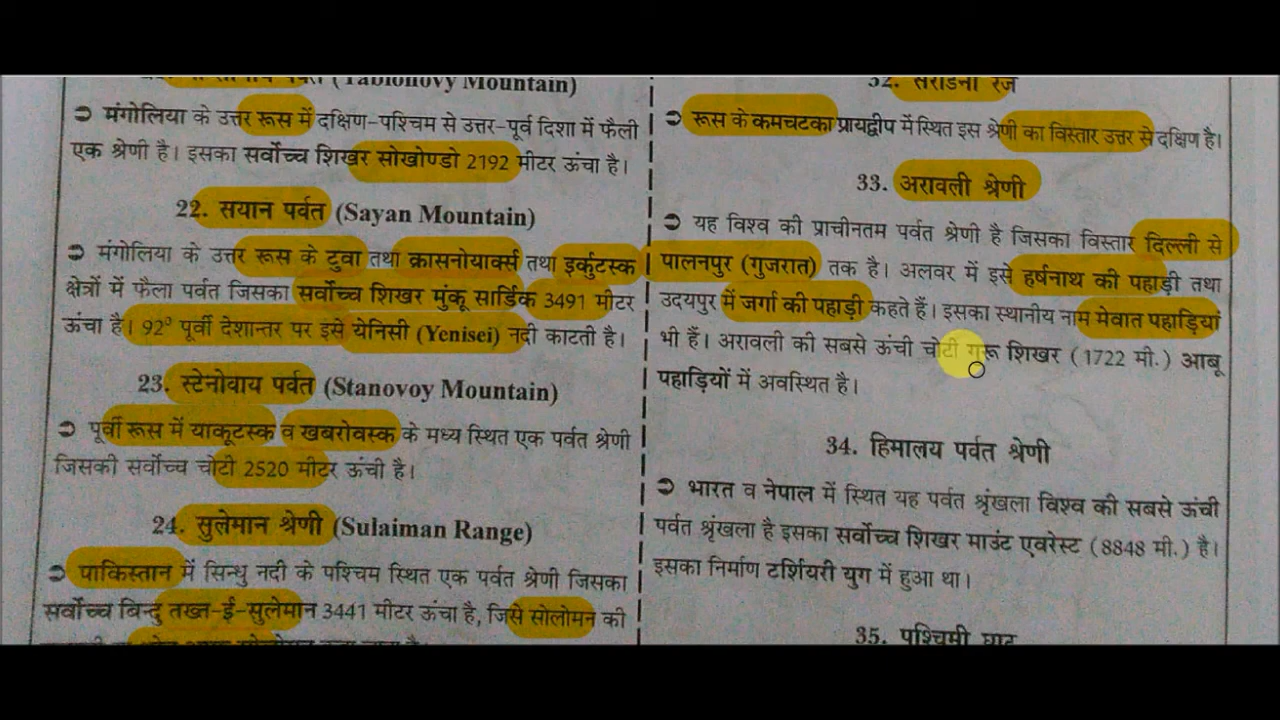 पर्वत (Yablonovy Mountain)
➲ मंगोलिया के उत्तर रूस में दक्षिण-पश्चिम से उत्तर-पूर्व दिशा में फैली
एक श्रेणी है। इसका सर्वोच्च शिखर सोखोण्डो 2192 मीटर ऊंचा है।
22. सयान पर्वत (Sayan Mountain)
➲ मंगोलिया के उत्तर रूस के टुवा तथा क्रासनोयार्क्स तथा इर्कुटस्क
क्षेत्रों में फैला पर्वत जिसका सर्वोच्च शिखर मुंकू सार्डिक 3491 मीटर
ऊंचा है। 92° पूर्वी देशान्तर पर इसे येनिसी (Yenisei) नदी काटती है।
23. स्टेनोवाय पर्वत (Stanovoy Mountain)
➲ पूर्वी रूस में याकूटस्क व खबरोवस्क के मध्य स्थित एक पर्वत श्रेणी
जिसकी सर्वोच्च चोटी 2520 मीटर ऊंची है।
24. सुलेमान श्रेणी (Sulaiman Range)
➲ पाकिस्तान में सिन्धु नदी के पश्चिम स्थित एक पर्वत श्रेणी जिसका
सर्वोच्च बिन्दु तख्त-ई-सुलेमान 3441 मीटर ऊंचा है, जिसे सोलोमन की
32.
➲ रूस के कमचटका प्रायद्वीप में स्थित इस श्रेणी का विस्तार उत्तर से दक्षिण है।
33. अरावली श्रेणी
➲ यह विश्व की प्राचीनतम पर्वत श्रेणी है जिसका विस्तार दिल्ली से
पालनपुर (गुजरात) तक है। अलवर में इसे हर्षनाथ की पहाड़ी तथा
उदयपुर में जर्गा की पहाड़ी कहते हैं। इसका स्थानीय नाम मेवात पहाड़ियां
भी हैं। अरावली की सबसे ऊंची चोटी गुरू शिखर (1722 मी.) आबू
पहाड़ियों में अवस्थित है।
34. हिमालय पर्वत श्रेणी
➲ भारत व नेपाल में स्थित यह पर्वत श्रृंखला विश्व की सबसे ऊंची
पर्वत श्रृंखला है इसका सर्वोच्च शिखर माउंट एवरेस्ट (8848 मी.) है।
इसका निर्माण टर्शियरी युग में हुआ था।
35. पश्चिमी घाट